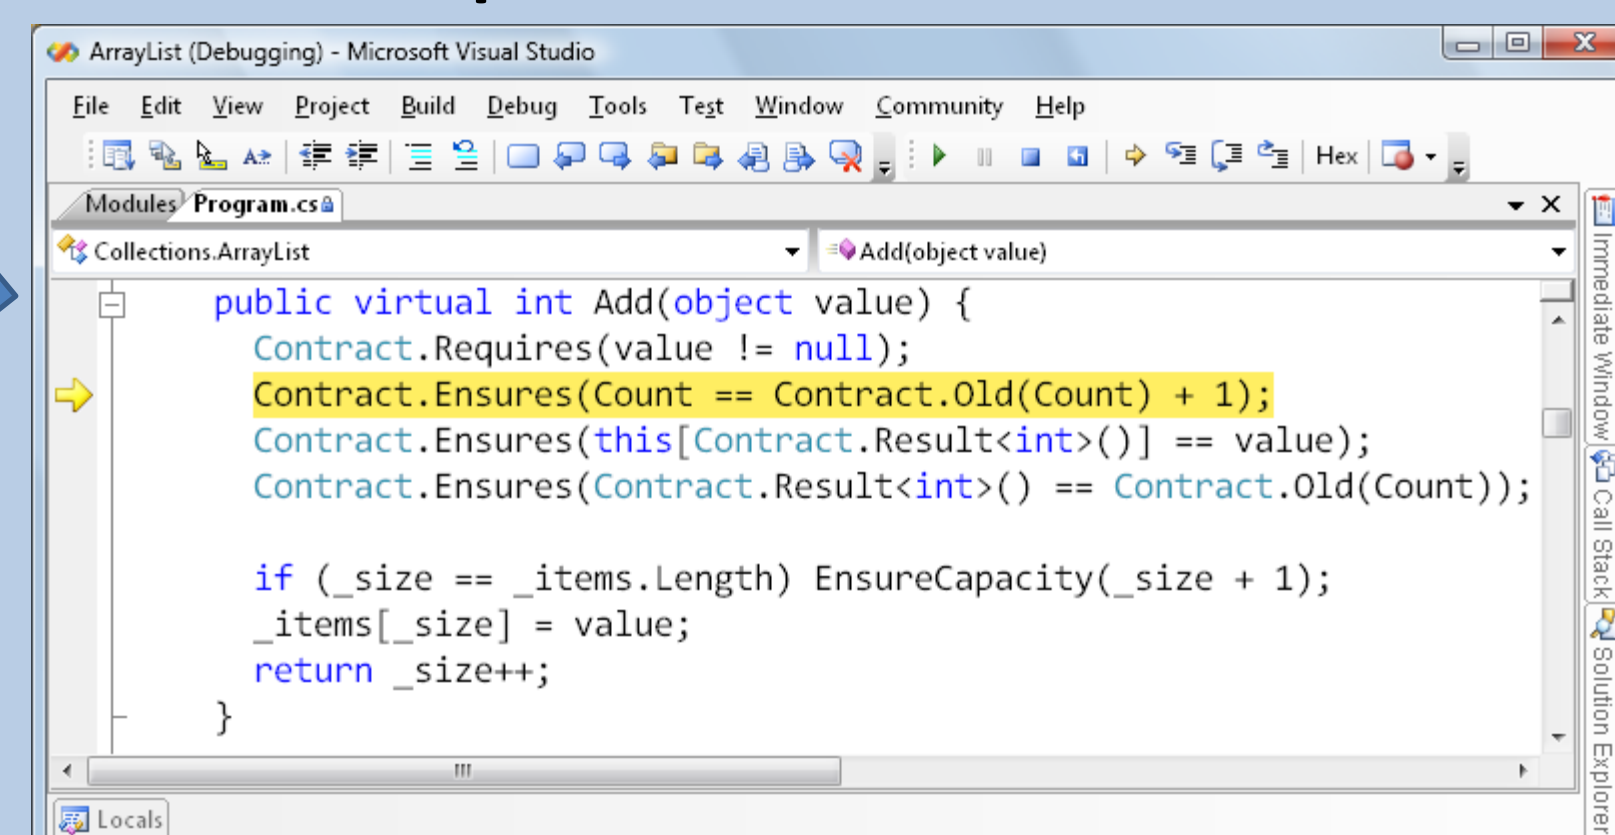 ArrayList (Debugging) - Microsoft Visual Studio
File Edit View Project Build Debug Tools Test Window Community Help
Hex
Modules Program.cs
Collections.ArrayList Add(object value)
public virtual int Add(object value) {
Contract.Requires(value != null);
Contract.Ensures(Count == Contract.Old(Count) + 1);
Contract.Ensures(this[Contract.Result<int>()] == value);
Contract.Ensures(Contract.Result<int>() == Contract.Old(Count));
if (_size == _items.Length) EnsureCapacity(_size + 1);
_items[_size] = value;
return _size++;
}
Locals
Immediate Window
Call Stack
Solution Explorer